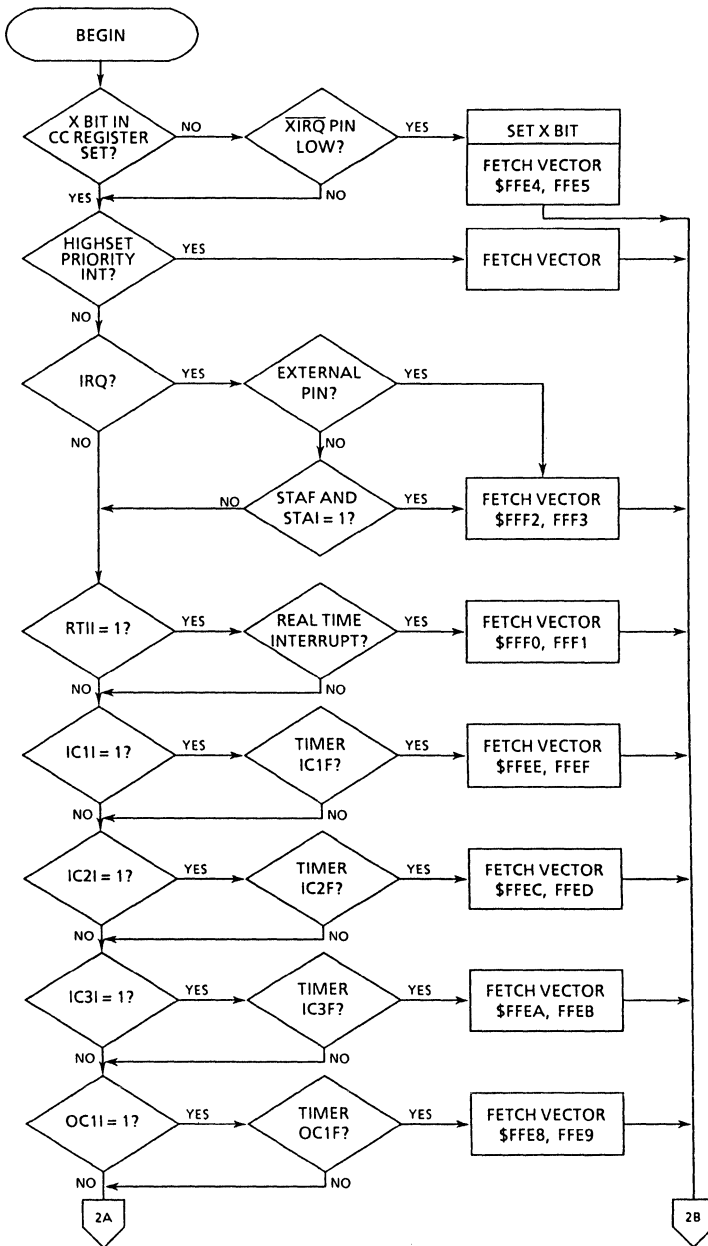 BEGIN
X BIT IN
CC REGISTER
SET?
NO
XIRQ PIN
LOW?
YES
SET X BIT
FETCH VECTOR
$FFE4, FFE5
YES
NO
HIGHSET
PRIORITY
INT?
YES
FETCH VECTOR
NO
IRQ?
YES
EXTERNAL
PIN?
YES
NO
NO
STAF AND
STAI = 1?
NO
YES
FETCH VECTOR
$FFF2, FFF3
RTII = 1?
YES
REAL TIME
INTERRUPT?
YES
FETCH VECTOR
$FFF0, FFF1
NO
NO
IC1I = 1?
YES
TIMER
IC1F?
YES
FETCH VECTOR
$FFEE, FFEF
NO
NO
IC2I = 1?
YES
TIMER
IC2F?
YES
FETCH VECTOR
$FFEC, FFED
NO
NO
IC3I = 1?
YES
TIMER
IC3F?
YES
FETCH VECTOR
$FFEA, FFEB
NO
NO
OC1I = 1?
YES
TIMER
OC1F?
YES
FETCH VECTOR
$FFE8, FFE9
NO
NO
2A
2B